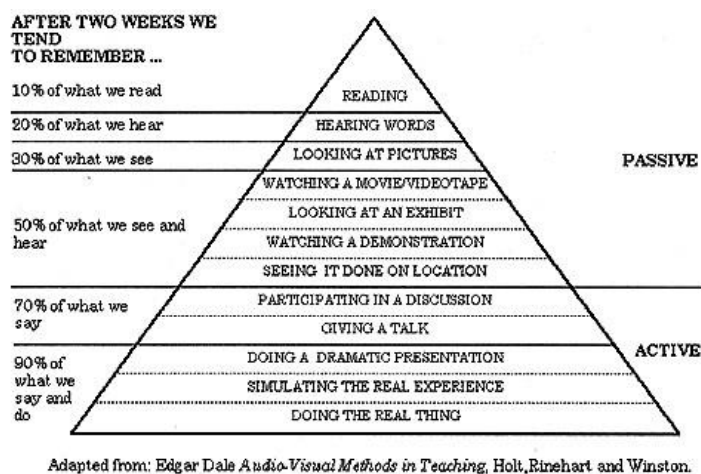 AFTER TWO WEEKS WE
TEND
TO REMEMBER ...
10% of what we read
READING
20% of what we hear
HEARING WORDS
30% of what we see
LOOKING AT PICTURES
PASSIVE
WATCHING A MOVIE/VIDEOTAPE
LOOKING AT AN EXHIBIT
50% of what we see and
hear
WATCHING A DEMONSTRATION
SEEING IT DONE ON LOCATION
70% of what we
say
PARTICIPATING IN A DISCUSSION
GIVING A TALK
ACTIVE
90% of
what we
say and
do
DOING A DRAMATIC PRESENTATION
SIMULATING THE REAL EXPERIENCE
DOING THE REAL THING
Adapted from: Edgar Dale Audio-Visual Methods in Teaching, Holt, Rinehart and Winston.